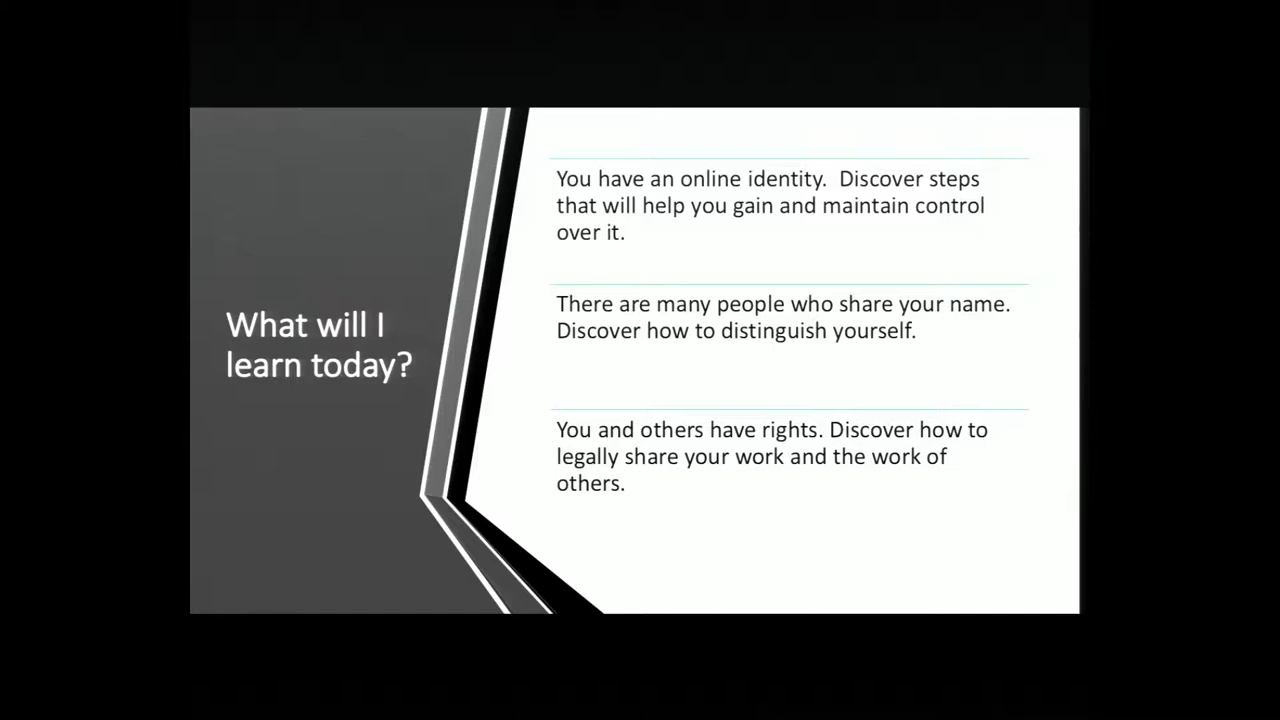 What will I
learn today?
You have an online identity.  Discover steps
that will help you gain and maintain control
over it.
There are many people who share your name.
Discover how to distinguish yourself.
You and others have rights. Discover how to
legally share your work and the work of
others.